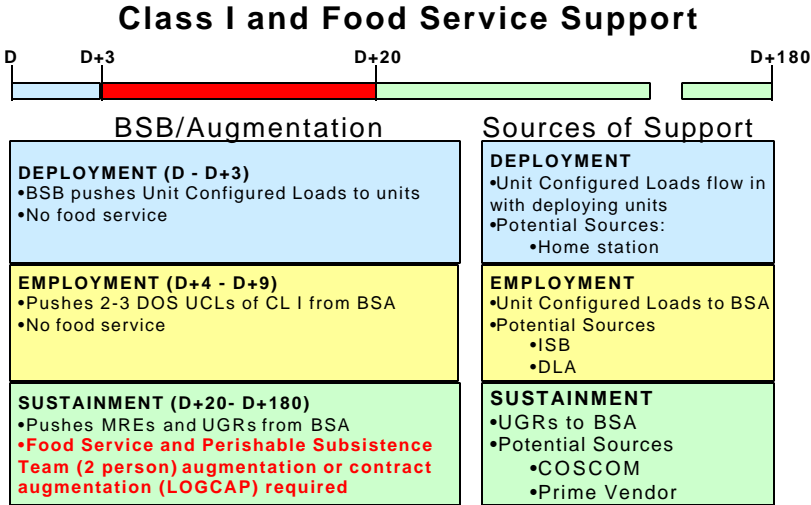 Class I and Food Service Support
D D+3 D+20 D+180
BSB/Augmentation
DEPLOYMENT (D - D+3)
•BSB pushes Unit Configured Loads to units
•No food service
EMPLOYMENT (D+4 - D+9)
•Pushes 2-3 DOS UCLs of CL I from BSA
•No food service
SUSTAINMENT (D+20- D+180)
•Pushes MREs and UGRs from BSA
•Food Service and Perishable Subsistence
Team (2 person) augmentation or contract
augmentation (LOGCAP) required
Sources of Support
DEPLOYMENT
•Unit Configured Loads flow in
with deploying units
•Potential Sources:
•Home station
EMPLOYMENT
•Unit Configured Loads to BSA
•Potential Sources
•ISB
•DLA
SUSTAINMENT
•UGRs to BSA
•Potential Sources
•COSCOM
•Prime Vendor